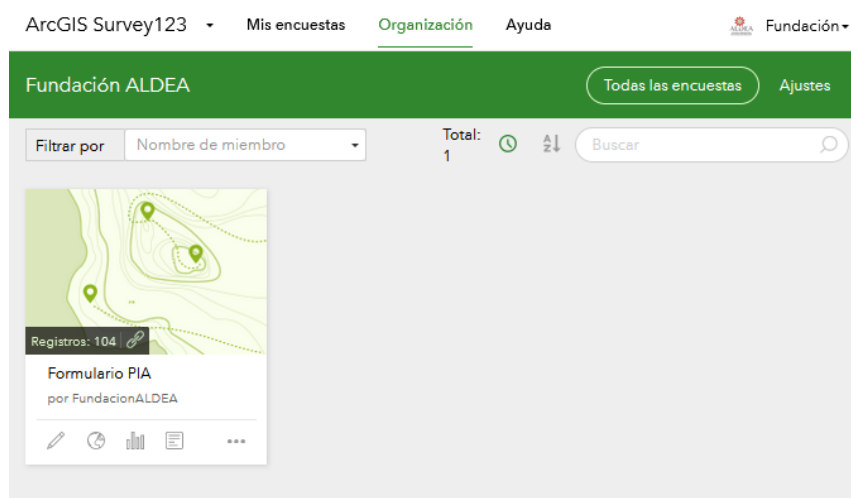 ArcGIS Survey123 Mis encuestas Organización Ayuda ALDEA Fundación
Fundación ALDEA Todas las encuestas Ajustes
Filtrar por Nombre de miembro Total: 1 Buscar
Registros: 104
Formulario PIA
por FundacionALDEA